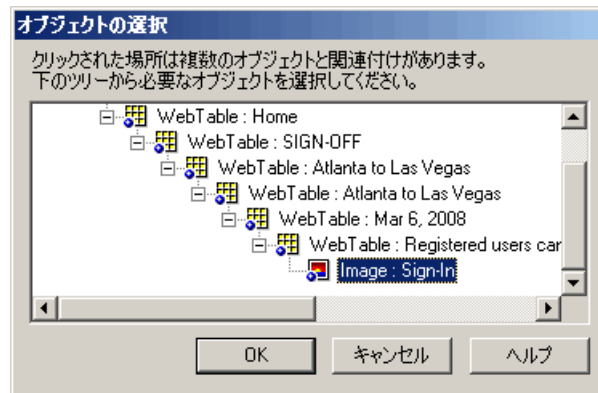 オブジェクトの選択
クリックされた場所は複数のオブジェクトと関連付けがあります。
下のツリーから必要なオブジェクトを選択してください。
WebTable : Home
WebTable : SIGN-OFF
WebTable : Atlanta to Las Vegas
WebTable : Atlanta to Las Vegas
WebTable : Mar 6, 2008
WebTable : Registered users car
Image : Sign-In
OK キャンセル ヘルプ